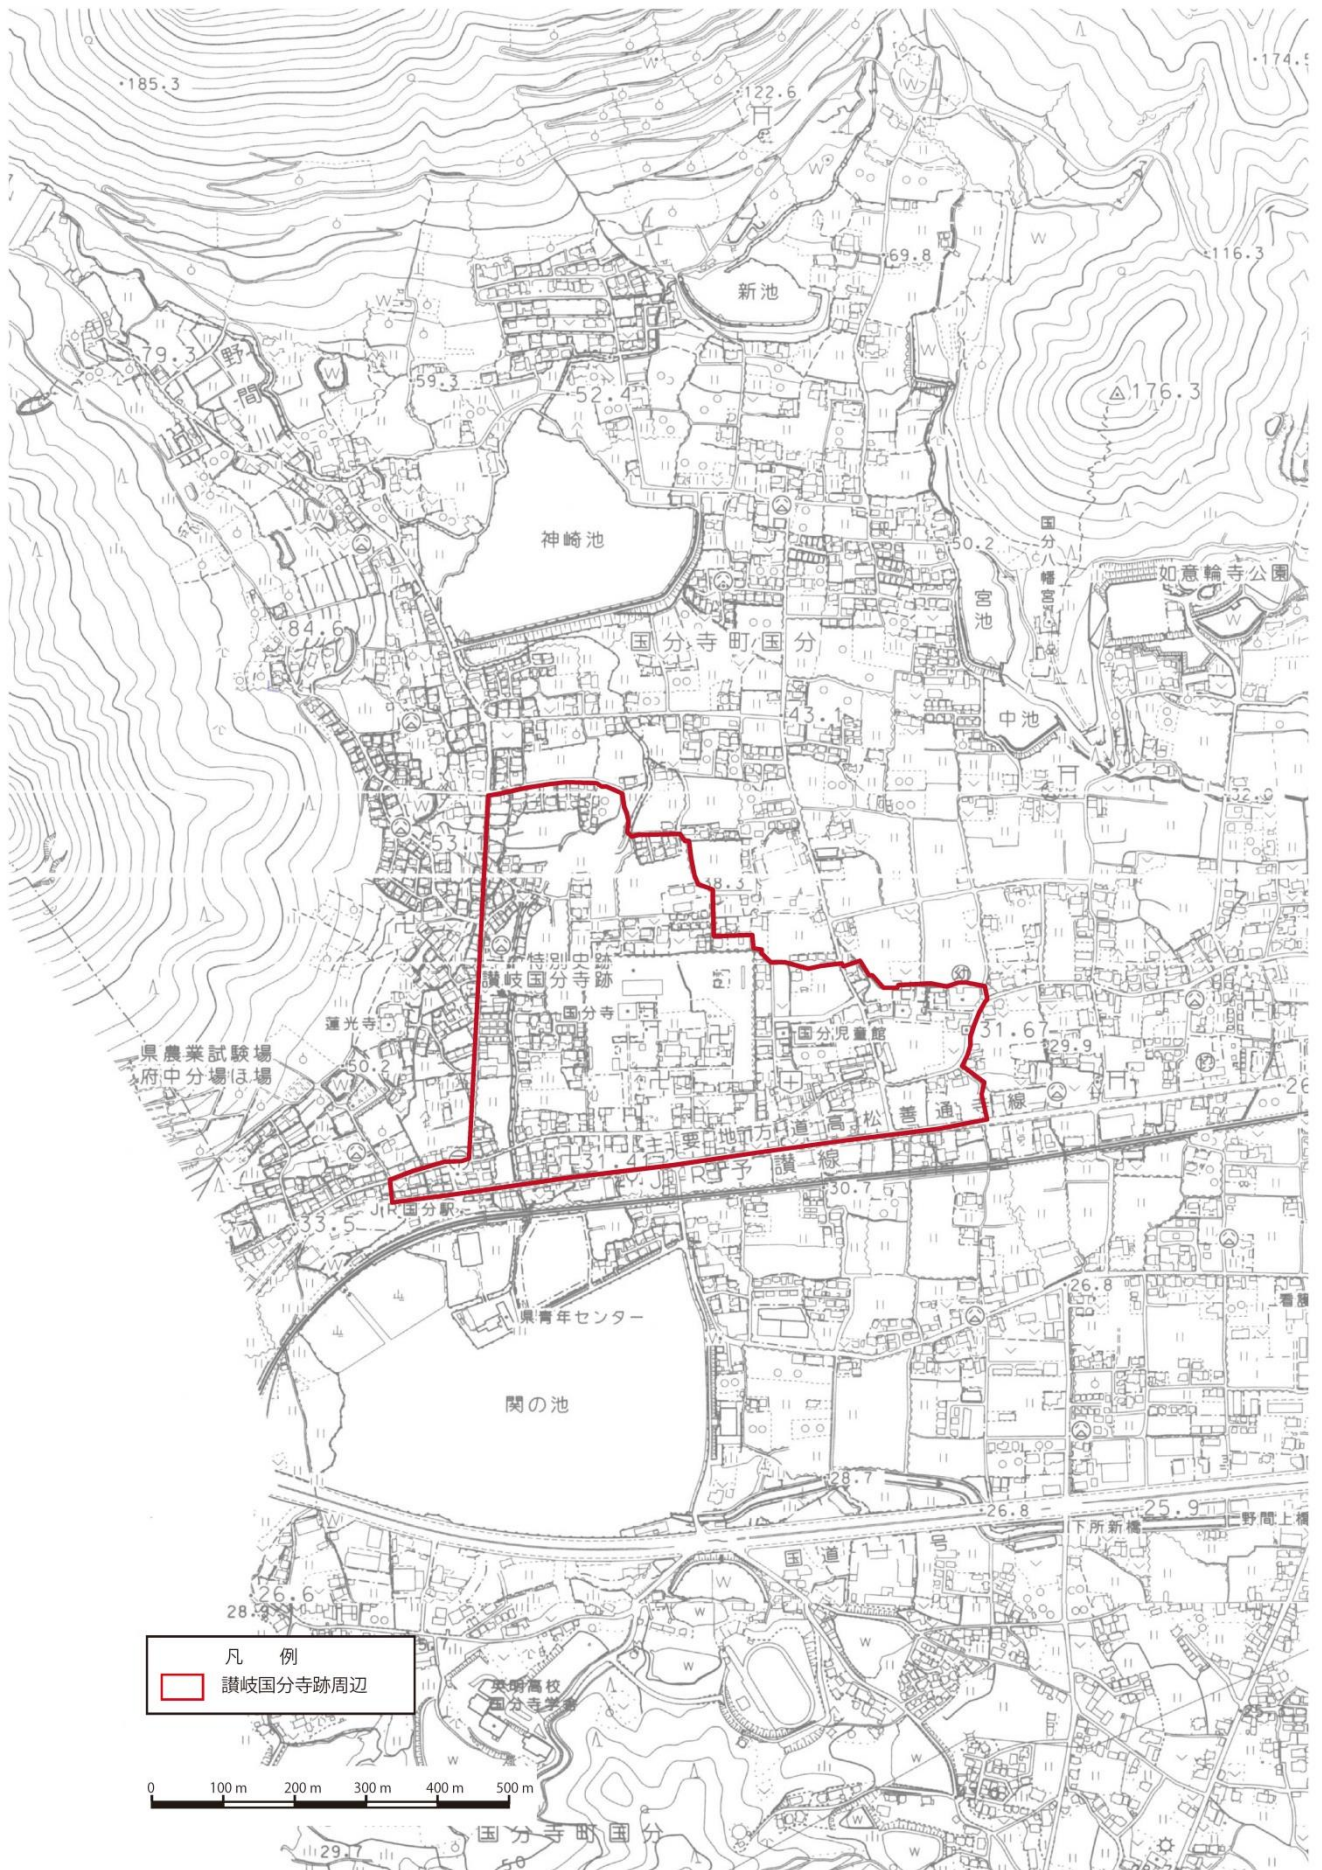 185.3
174.5
122.6
116.3
69.8
新池
79.3
野間
59.3
52.4
176.3
神崎池
50.2
国分八幡宮
如意輪寺公園
宮池
84.6
国分寺町国分
43.1
中池
38.3
特別史跡
讃岐国分寺跡
国分寺
蓮光寺
国分児童館
31.67
29.9
県農業試験場
府中分場ほ場
50.2
主要地方道高松善通線
JR予讃線
30.7
JR国分駅
33.5
26.8
県青年センター
関の池
28.7
26.8
25.9
下所新橋
野間上橋
国道11号
26.6
凡 例
讃岐国分寺跡周辺
英明高校
国分寺学舎
0 100 m 200 m 300 m 400 m 500 m
国分寺町国分
29.7
50